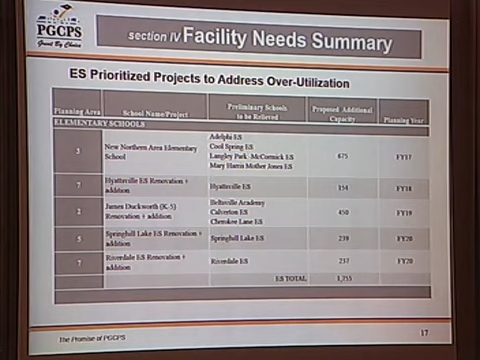 PGCPS
Great By Choice
section IV Facility Needs Summary
ES Prioritized Projects to Address Over-Utilization
Planning Area School Name/Project Preliminary Schools to be Relieved Proposed Additional Capacity Planning Year
ELEMENTARY SCHOOLS
3 New Northern Area Elementary School Adelphi ES Cool Spring ES Langley Park-McCormick ES Mary Harris Mother Jones ES 675 FY17
7 Hyattsville ES Renovation + addition Hyattsville ES 154 FY18
2 James Duckworth (K-5) Renovation + addition Beltsville Academy Calverton ES Cherokee Lane ES 450 FY19
5 Springhill Lake ES Renovation + addition Springhill Lake ES 239 FY20
7 Riverdale ES Renovation + addition Riverdale ES 237 FY20
ES TOTAL 1,755
The Promise of PGCPS 17